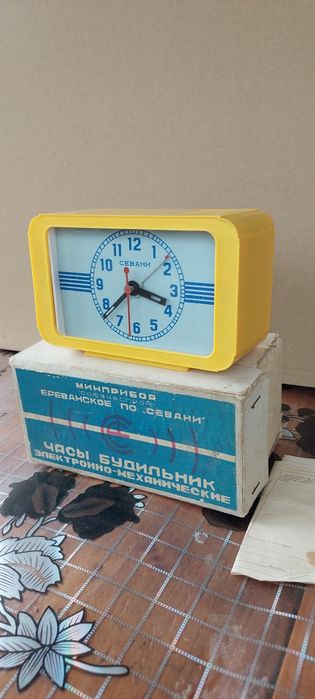 12
11 1
10 2
СЕВАНИ
9 3
8 4
7 5
6
МИНПРИБОР
СОЮЗЧАСПРОМ
ЕРЕВАНСКОЕ ПО „СЕВАНИ"
ЧАСЫ БУДИЛЬНИК
ЭЛЕКТРОННО-МЕХАНИЧЕСКИЕ